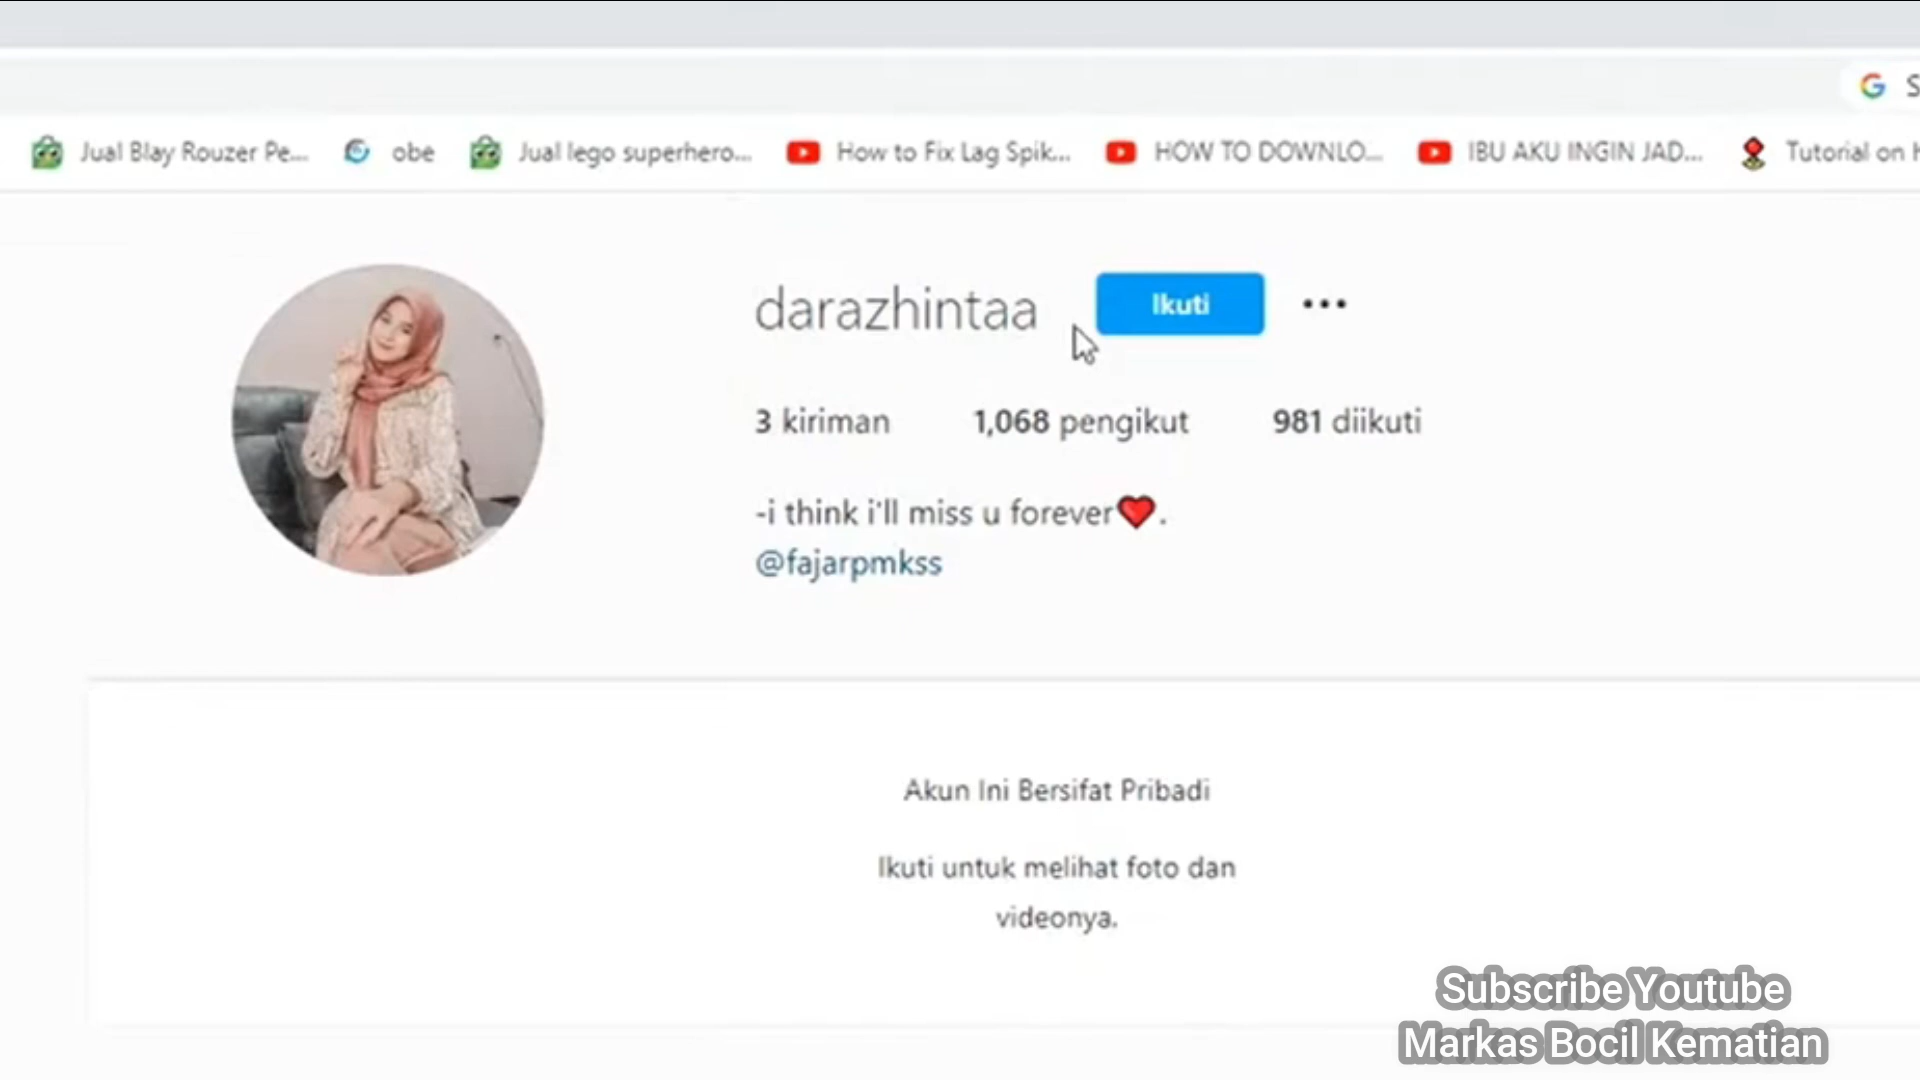 Jual Blay Rouzer Pe... obe Jual lego superhero... How to Fix Lag Spik... HOW TO DOWNLO... IBU AKU INGIN JAD... Tutorial on
darazhintaa Ikuti
3 kiriman 1,068 pengikut 981 diikuti
-i think i'll miss u forever❤️.
@fajarpmkss
Akun Ini Bersifat Pribadi
Ikuti untuk melihat foto dan
videonya.
Subscribe Youtube
Markas Bocil Kematian